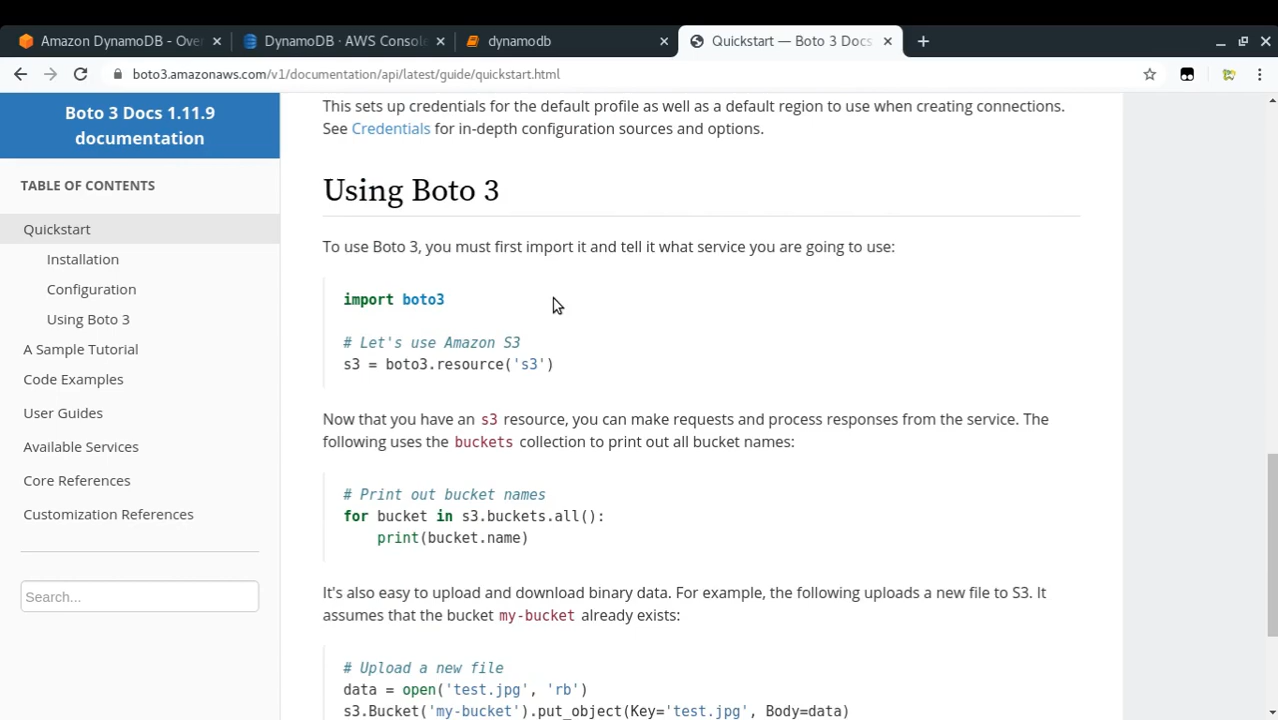 Amazon DynamoDB - Over
DynamoDB · AWS Console
dynamodb
Quickstart — Boto 3 Docs
boto3.amazonaws.com/v1/documentation/api/latest/guide/quickstart.html
Boto 3 Docs 1.11.9
documentation
TABLE OF CONTENTS
Quickstart
Installation
Configuration
Using Boto 3
A Sample Tutorial
Code Examples
User Guides
Available Services
Core References
Customization References
Search...
This sets up credentials for the default profile as well as a default region to use when creating connections.
See Credentials for in-depth configuration sources and options.
Using Boto 3
To use Boto 3, you must first import it and tell it what service you are going to use:
import boto3
# Let's use Amazon S3
s3 = boto3.resource('s3')
Now that you have an s3 resource, you can make requests and process responses from the service. The
following uses the buckets collection to print out all bucket names:
# Print out bucket names
for bucket in s3.buckets.all():
print(bucket.name)
It's also easy to upload and download binary data. For example, the following uploads a new file to S3. It
assumes that the bucket my-bucket already exists:
# Upload a new file
data = open('test.jpg', 'rb')
s3.Bucket('my-bucket').put_object(Key='test.jpg', Body=data)